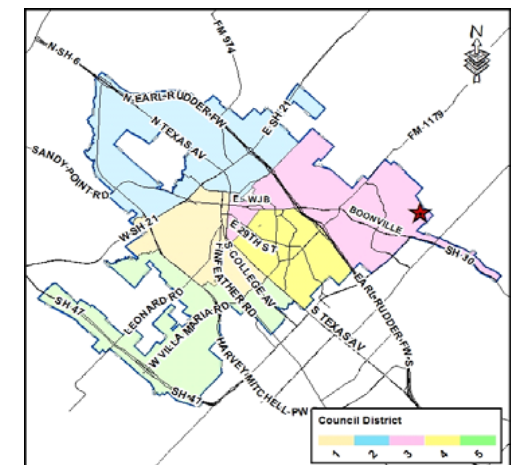 N-SH 6
FM 974
N
N-EARL-RUDDER-FW
E SH 21
FM-1179
N TEXAS AV
SANDY-POINT-RD
E WJB
BOONVILLE
W-SH-21
E 29TH ST
SH-30
S COLLEGE AV
FINFEATHER RD
EARL-RUDDER-FW-S
SH 47
LEONARD RD
S TEXAS AV
W VILLA MARIA RD
HARVEY-MITCHELL-PW
SH-47
Council District
1 2 3 4 5